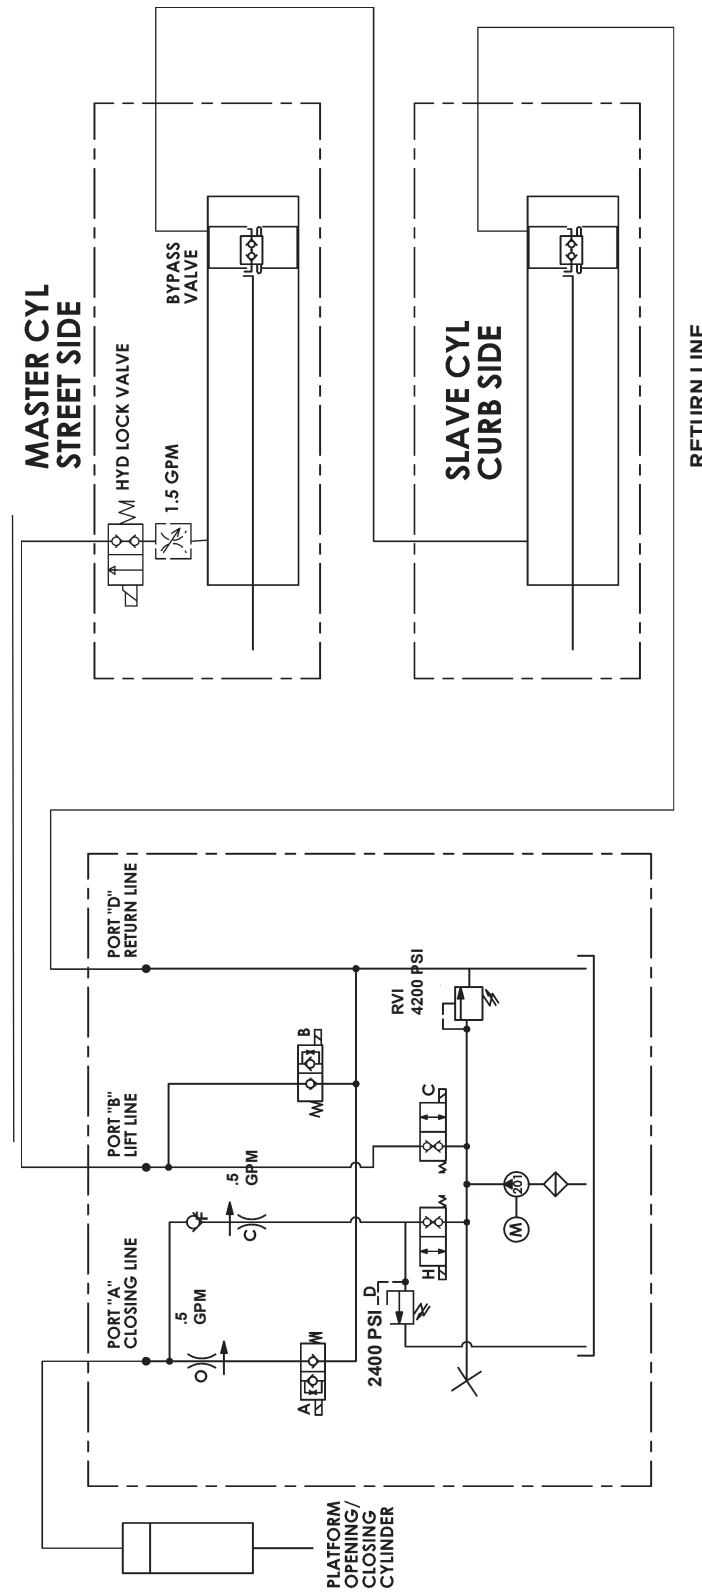 MASTER CYL
STREET SIDE
HYD LOCK VALVE
1.5 GPM
BYPASS
VALVE
SLAVE CYL
CURB SIDE
RETURN LINE
PORT "D"
RETURN LINE
PORT "B"
LIFT LINE
PORT "A"
CLOSING LINE
B
RVI
4200 PSI
C
.5
GPM
F
C
.5
GPM
O
A
H
D
2400 PSI
201
M
PLATFORM
OPENING/
CLOSING
CYLINDER